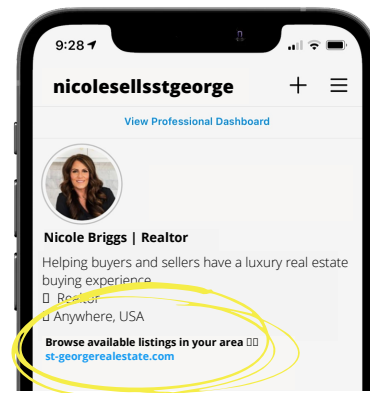 9:28
nicolesellsstgeorge
View Professional Dashboard
Nicole Briggs | Realtor
Helping buyers and sellers have a luxury real estate
buying experience
Realtor
Anywhere, USA
Browse available listings in your area
st-georgerealestate.com